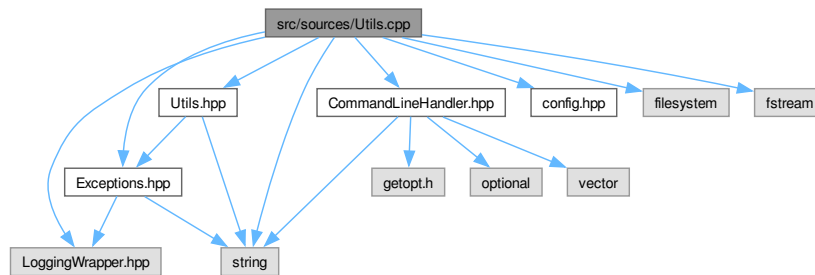 src/sources/Utils.cpp
Utils.hpp
CommandLineHandler.hpp
config.hpp
filesystem
fstream
Exceptions.hpp
getopt.h
optional
vector
LoggingWrapper.hpp
string